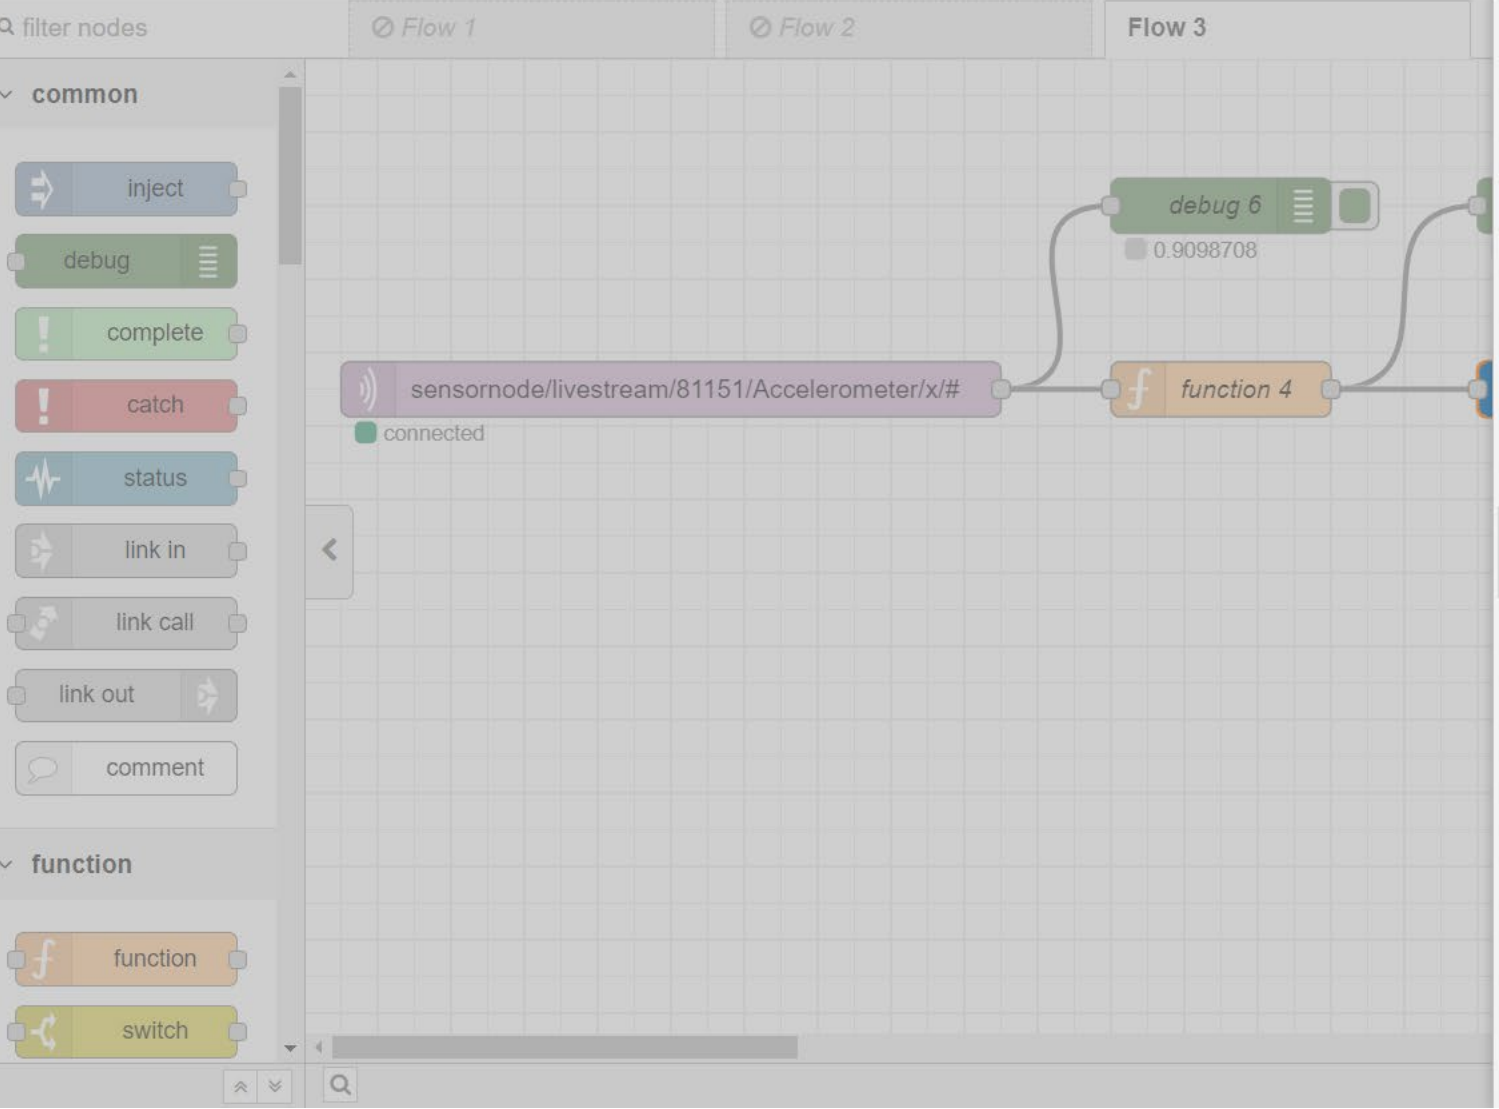 filter nodes
Flow 1
Flow 2
Flow 3
common
inject
debug
complete
catch
status
link in
link call
link out
comment
function
function
switch
debug 6
0.9098708
sensornode/livestream/81151/Accelerometer/x/#
connected
function 4